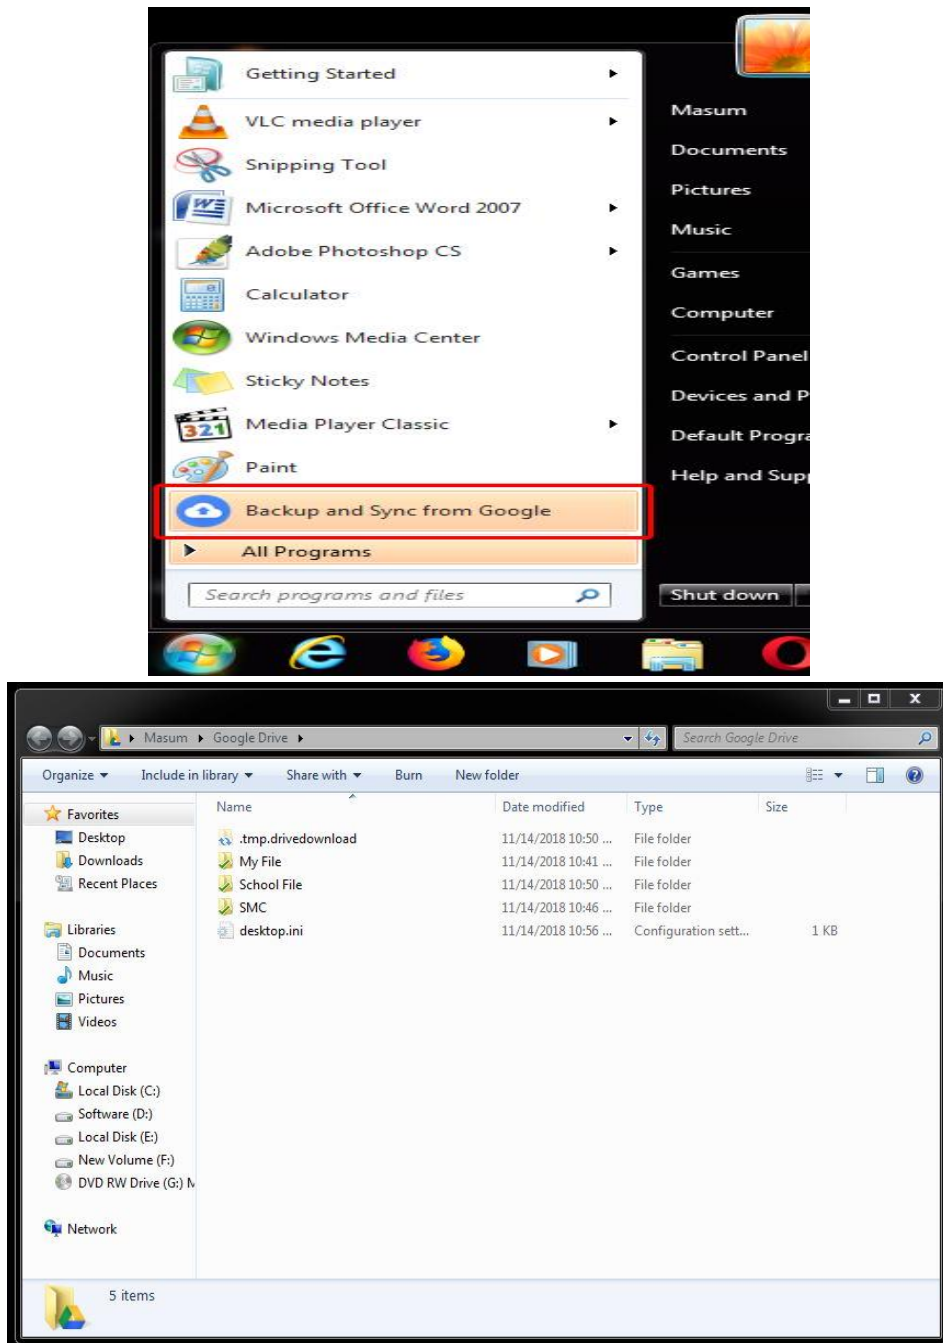 Getting Started
VLC media player
Snipping Tool
Microsoft Office Word 2007
Adobe Photoshop CS
Calculator
Windows Media Center
Sticky Notes
321
Media Player Classic
Paint
Backup and Sync from Google
All Programs
Search programs and files
Masum
Documents
Pictures
Music
Games
Computer
Control Panel
Devices and P
Default Progra
Help and Supp
Shut down
Masum Google Drive
Search Google Drive
Organize Include in library Share with Burn New folder
Favorites
Desktop
Downloads
Recent Places
Libraries
Documents
Music
Pictures
Videos
Computer
Local Disk (C:)
Software (D:)
Local Disk (E:)
New Volume (F:)
DVD RW Drive (G:) M
Network
Name Date modified Type Size
.tmp.drivedownload 11/14/2018 10:50 ... File folder
My File 11/14/2018 10:41 ... File folder
School File 11/14/2018 10:50 ... File folder
SMC 11/14/2018 10:46 ... File folder
desktop.ini 11/14/2018 10:56 ... Configuration sett... 1 KB
5 items